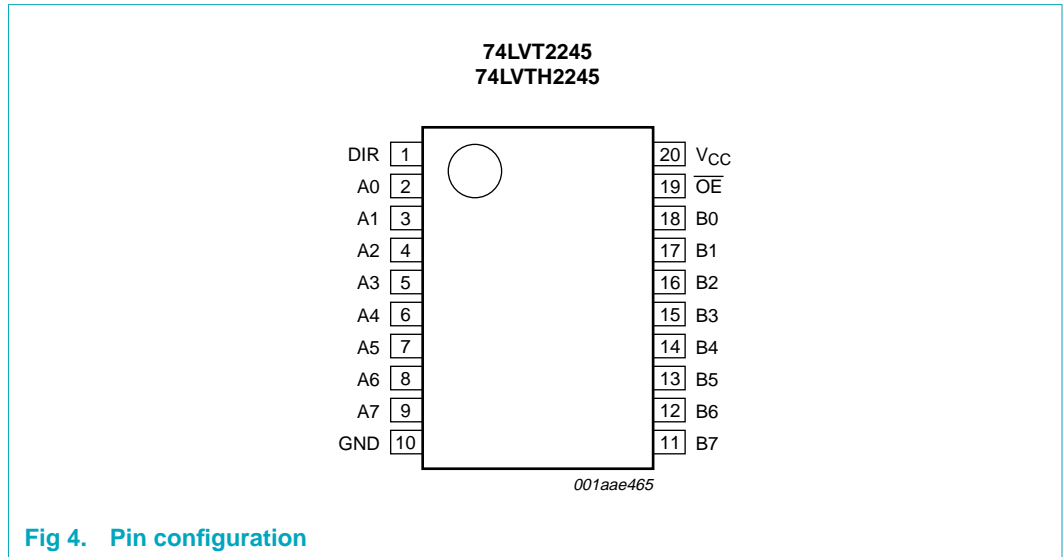 74LVT2245
74LVTH2245
DIR 1 20 VCC
A0 2 19 OE
A1 3 18 B0
A2 4 17 B1
A3 5 16 B2
A4 6 15 B3
A5 7 14 B4
A6 8 13 B5
A7 9 12 B6
GND 10 11 B7
001aae465
Fig 4. Pin configuration